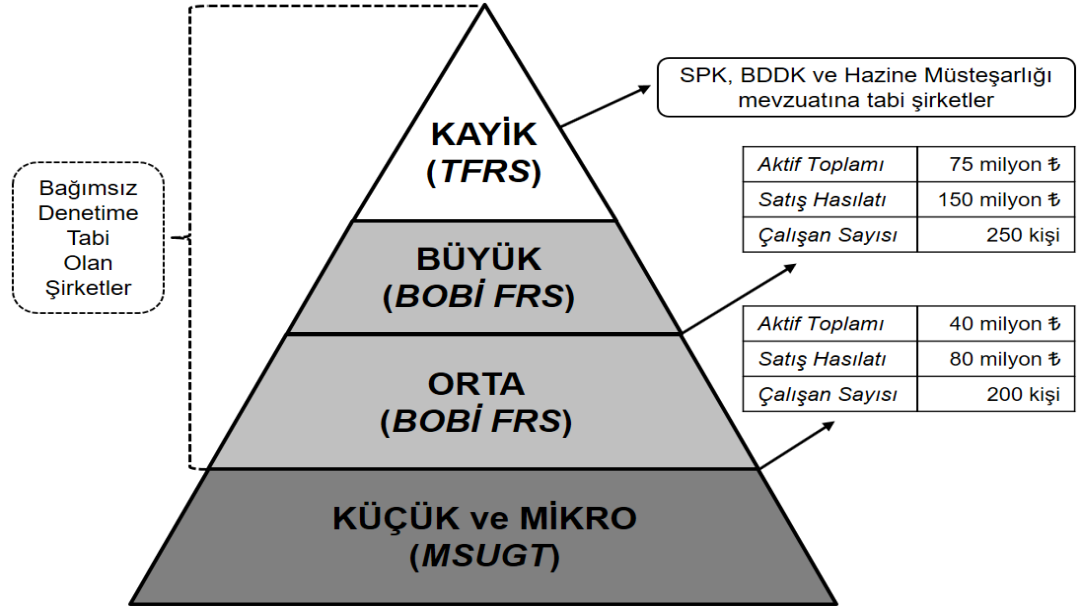 SPK, BDDK ve Hazine Müsteşarlığı
mevzuatına tabi şirketler
KAYİK
(TFRS)
Aktif Toplamı 75 milyon ₺
Satış Hasılatı 150 milyon ₺
Çalışan Sayısı 250 kişi
Bağımsız
Denetime
Tabi
Olan
Şirketler
BÜYÜK
(BOBİ FRS)
Aktif Toplamı 40 milyon ₺
Satış Hasılatı 80 milyon ₺
Çalışan Sayısı 200 kişi
ORTA
(BOBİ FRS)
KÜÇÜK ve MİKRO
(MSUGT)